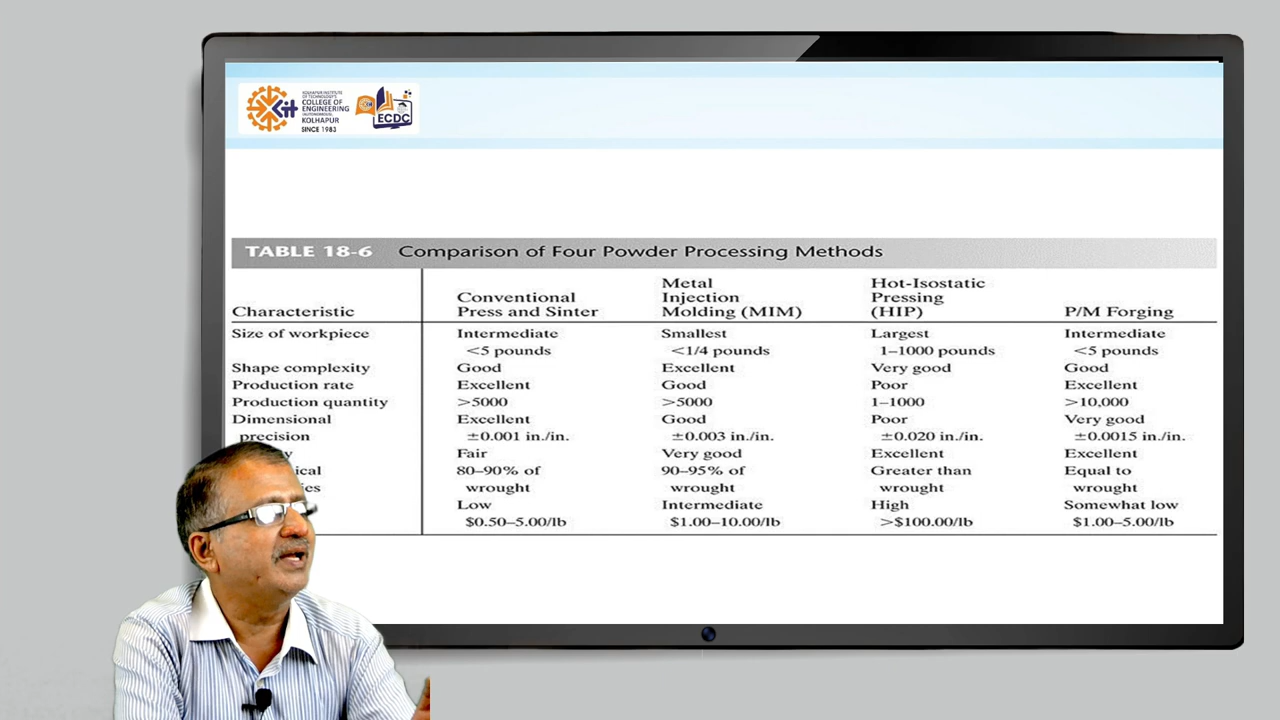 KOLHAPUR INSTITUTE
OF TECHNOLOGY'S
COLLEGE OF
ENGINEERING
(AUTONOMOUS),
KOLHAPUR
SINCE 1983
KIT
ECDC
TABLE 18-6 Comparison of Four Powder Processing Methods
Characteristic Conventional Press and Sinter Metal Injection Molding (MIM) Hot-Isostatic Pressing (HIP) P/M Forging
Size of workpiece Intermediate Smallest Largest Intermediate
<5 pounds <1/4 pounds 1–1000 pounds <5 pounds
Shape complexity Good Excellent Very good Good
Production rate Excellent Good Poor Excellent
Production quantity >5000 >5000 1–1000 >10,000
Dimensional Excellent Good Poor Very good
precision ±0.001 in./in. ±0.003 in./in. ±0.020 in./in. ±0.0015 in./in.
Fair Very good Excellent Excellent
80–90% of 90–95% of Greater than Equal to
wrought wrought wrought wrought
Low Intermediate High Somewhat low
$0.50–5.00/lb $1.00–10.00/lb >$100.00/lb $1.00–5.00/lb